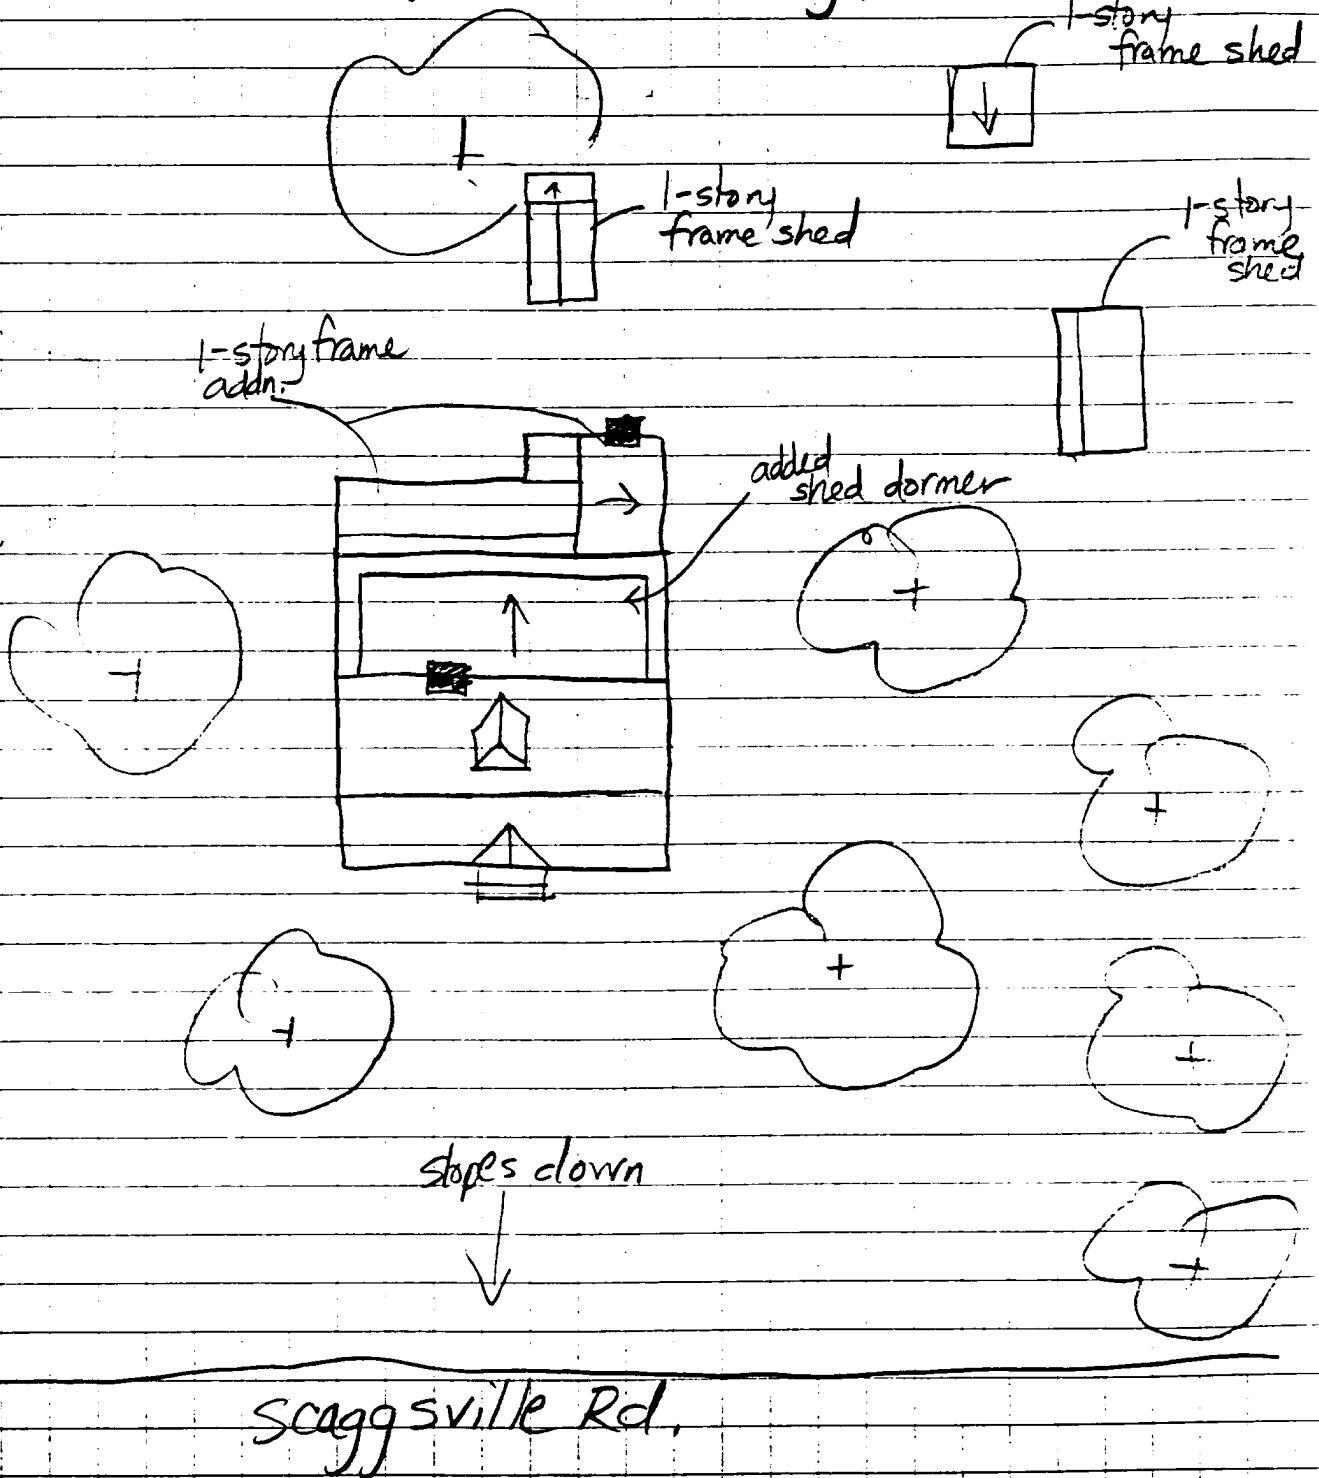 1-story
frame shed
1-story
frame shed
1-story
frame
shed
1-story frame
addn.
added
shed dormer
slopes down
Scaggsville Rd.